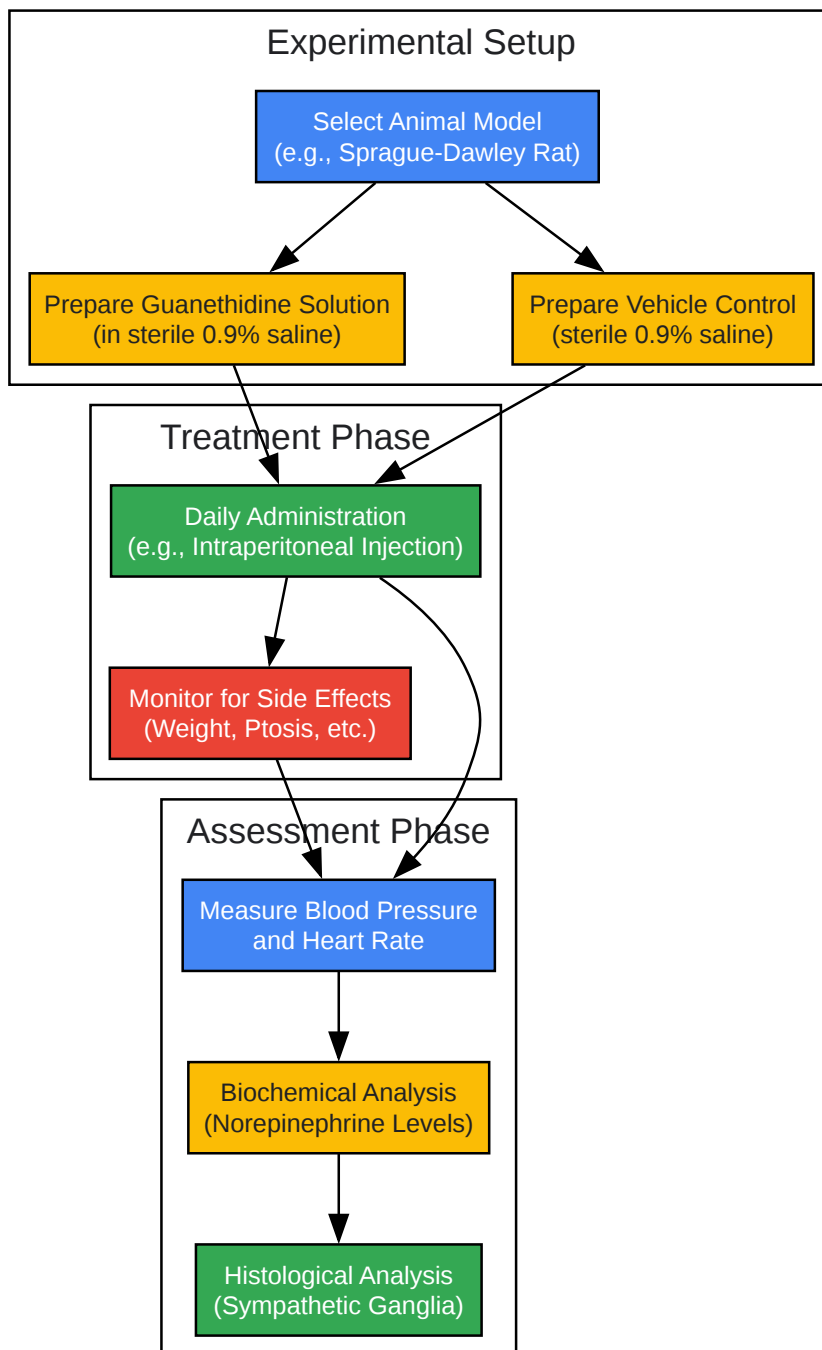 Experimental Setup
Select Animal Model
(e.g., Sprague-Dawley Rat)
Prepare Guanethidine Solution
(in sterile 0.9% saline)
Prepare Vehicle Control
(sterile 0.9% saline)
Treatment Phase
Daily Administration
(e.g., Intraperitoneal Injection)
Monitor for Side Effects
(Weight, Ptosis, etc.)
Assessment Phase
Measure Blood Pressure
and Heart Rate
Biochemical Analysis
(Norepinephrine Levels)
Histological Analysis
(Sympathetic Ganglia)